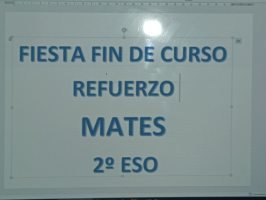 FIESTA FIN DE CURSO
REFUERZO
MATES
2º ESO